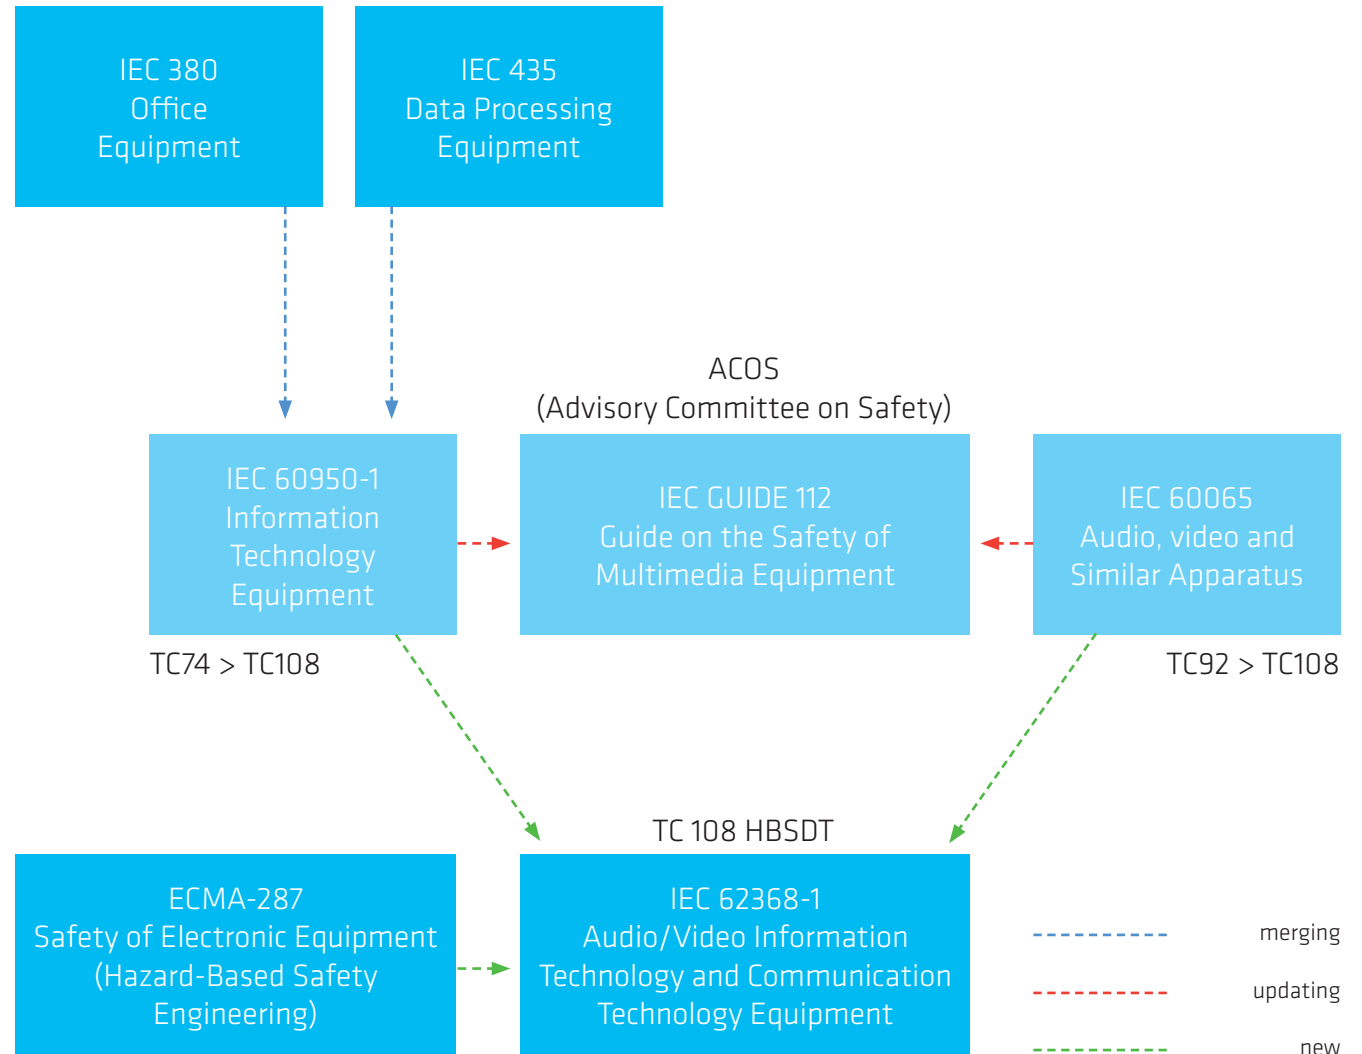 IEC 380
Office
Equipment
IEC 435
Data Processing
Equipment
ACOS
(Advisory Committee on Safety)
IEC 60950-1
Information
Technology
Equipment
IEC GUIDE 112
Guide on the Safety of
Multimedia Equipment
IEC 60065
Audio, video and
Similar Apparatus
TC74 > TC108
TC92 > TC108
TC 108 HBSDT
ECMA-287
Safety of Electronic Equipment
(Hazard-Based Safety
Engineering)
IEC 62368-1
Audio/Video Information
Technology and Communication
Technology Equipment
merging
updating
new